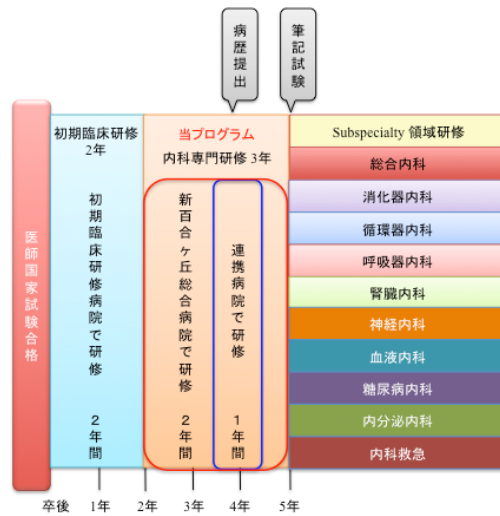 病歴提出
筆記試験
医師国家試験合格
初期臨床研修
2年
初期臨床研修病院で研修 2年間
当プログラム
内科専門研修 3年
新百合ヶ丘総合病院で研修 2年間
連携病院で研修 1年間
Subspecialty 領域研修
総合内科
消化器内科
循環器内科
呼吸器内科
腎臓内科
神経内科
血液内科
糖尿病内科
内分泌内科
内科救急
卒後 1年 2年 3年 4年 5年